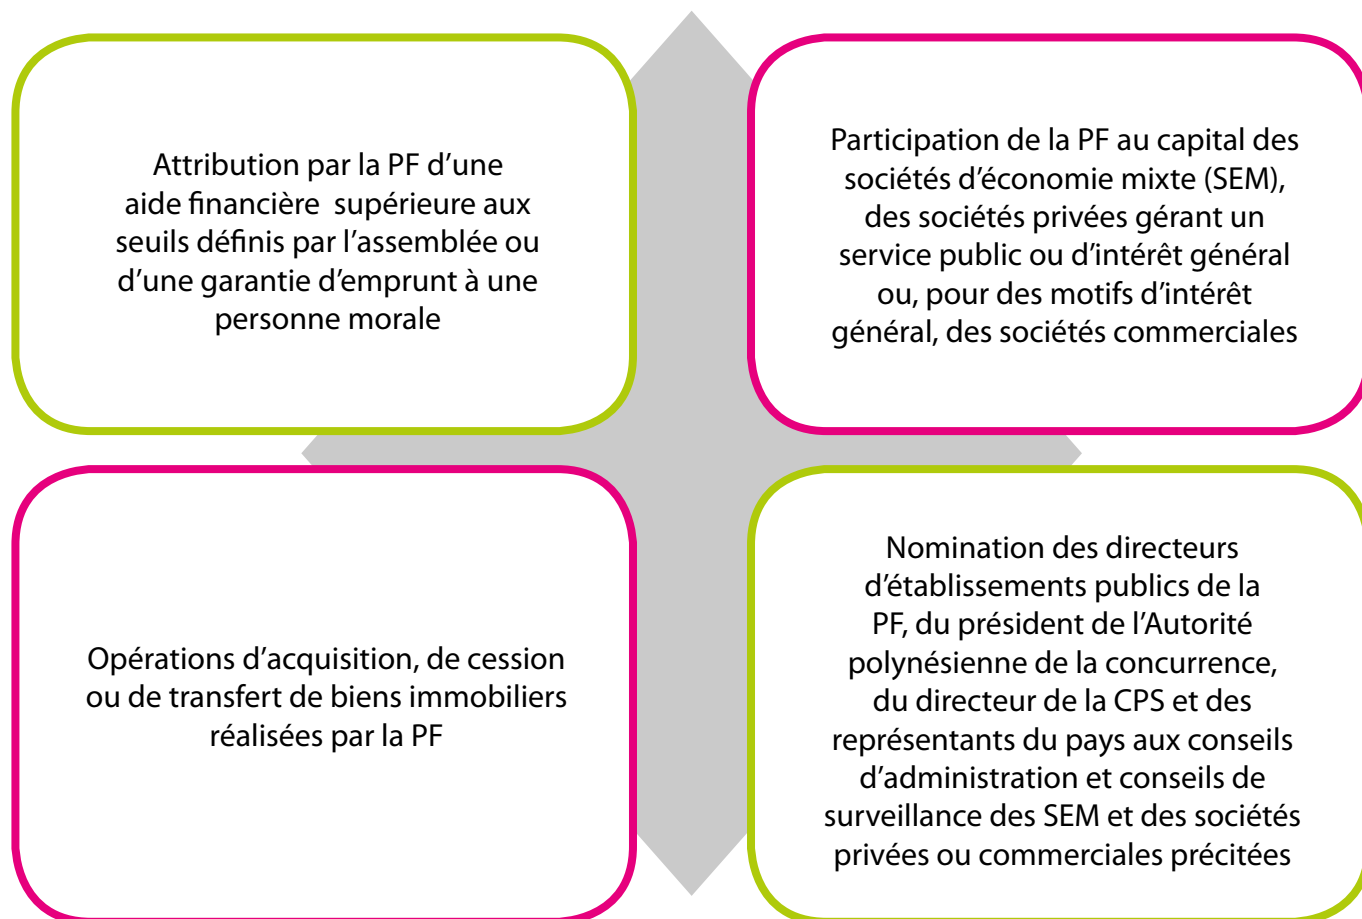 Attribution par la PF d’une
aide financière supérieure aux
seuils définis par l’assemblée ou
d’une garantie d’emprunt à une
personne morale
Participation de la PF au capital des
sociétés d’économie mixte (SEM),
des sociétés privées gérant un
service public ou d’intérêt général
ou, pour des motifs d’intérêt
général, des sociétés commerciales
Opérations d’acquisition, de cession
ou de transfert de biens immobiliers
réalisées par la PF
Nomination des directeurs
d’établissements publics de la
PF, du président de l’Autorité
polynésienne de la concurrence,
du directeur de la CPS et des
représentants du pays aux conseils
d’administration et conseils de
surveillance des SEM et des sociétés
privées ou commerciales précitées